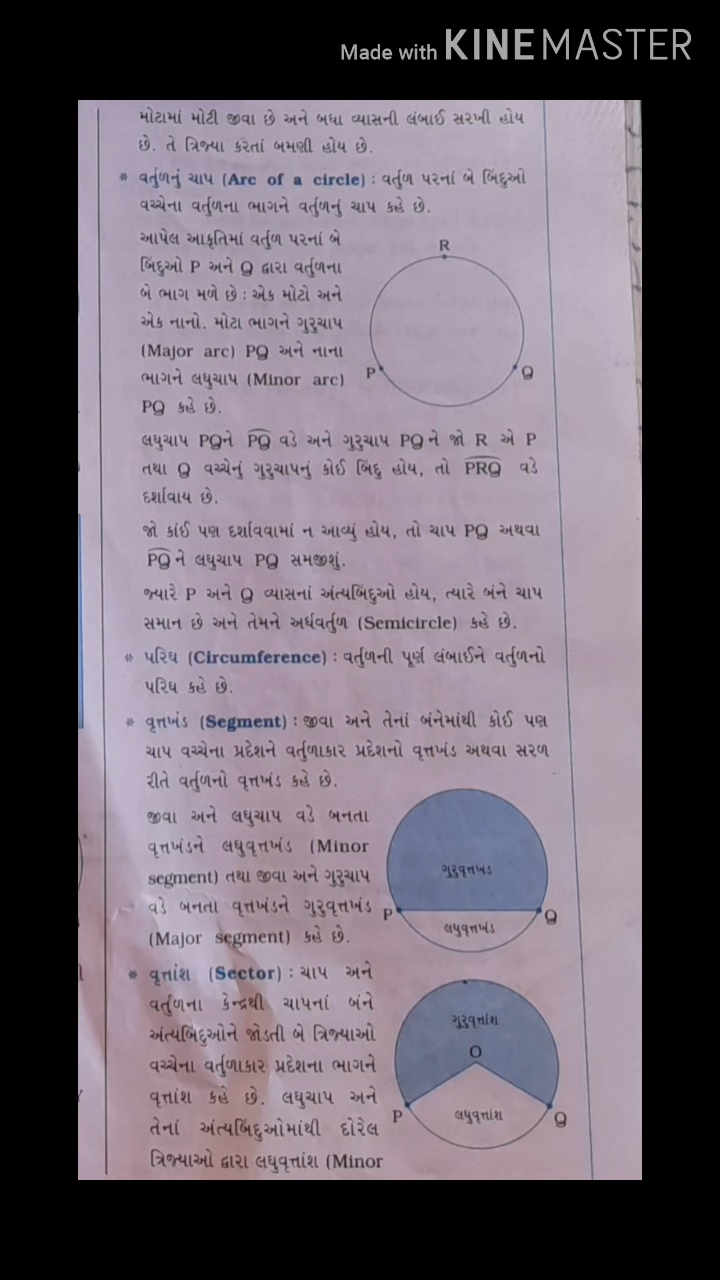 Made with KINEMASTER
મોટામાં મોટી જીવા છે અને બધા વ્યાસની લંબાઈ સરખી હોય
છે. તે ત્રિજ્યા કરતાં બમણી હોય છે.
* વર્તુળનું ચાપ (Arc of a circle) : વર્તુળ પરનાં બે બિંદુઓ
વચ્ચેના વર્તુળના ભાગને વર્તુળનું ચાપ કહે છે.
આપેલ આકૃતિમાં વર્તુળ પરનાં બે
બિંદુઓ P અને Q દ્વારા વર્તુળના
બે ભાગ મળે છે : એક મોટો અને
એક નાનો. મોટા ભાગને ગુરુચાપ
(Major arc) PQ અને નાના
ભાગને લઘુચાપ (Minor arc)
PQ કહે છે.
R
P
Q
લઘુચાપ PQને P͡Q વડે અને ગુરુચાપ PQને જો R એ P
તથા Q વચ્ચેનું ગુરુચાપનું કોઈ બિંદુ હોય, તો P͡RQ વડે
દર્શાવાય છે.
જો કાંઈ પણ દર્શાવવામાં ન આવ્યું હોય, તો ચાપ PQ અથવા
P͡Qને લઘુચાપ PQ સમજીશું.
જ્યારે P અને Q વ્યાસનાં અંત્યબિંદુઓ હોય, ત્યારે બંને ચાપ
સમાન છે અને તેમને અર્ધવર્તુળ (Semicircle) કહે છે.
* પરિઘ (Circumference) : વર્તુળની પૂર્ણ લંબાઈને વર્તુળનો
પરિઘ કહે છે.
* વૃત્તખંડ (Segment) : જીવા અને તેનાં બંનેમાંથી કોઈ પણ
ચાપ વચ્ચેના પ્રદેશને વર્તુળાકાર પ્રદેશનો વૃત્તખંડ અથવા સરળ
રીતે વર્તુળનો વૃત્તખંડ કહે છે.
જીવા અને લઘુચાપ વડે બનતા
વૃત્તખંડને લઘુવૃત્તખંડ (Minor
segment) તથા જીવા અને ગુરુચાપ
વડે બનતા વૃત્તખંડને ગુરુવૃત્તખંડ
(Major segment) કહે છે.
ગુરુવૃત્તખંડ
P
Q
લઘુવૃત્તખંડ
* વૃત્તાંશ (Sector) : ચાપ અને
વર્તુળના કેન્દ્રથી ચાપનાં બંને
અંત્યબિંદુઓને જોડતી બે ત્રિજ્યાઓ
વચ્ચેના વર્તુળાકાર પ્રદેશના ભાગને
વૃત્તાંશ કહે છે. લઘુચાપ અને
તેનાં અંત્યબિંદુઓમાંથી દોરેલ
ત્રિજ્યાઓ દ્વારા લઘુવૃત્તાંશ (Minor
ગુરુવૃત્તાંશ
O
P
લઘુવૃત્તાંશ
Q